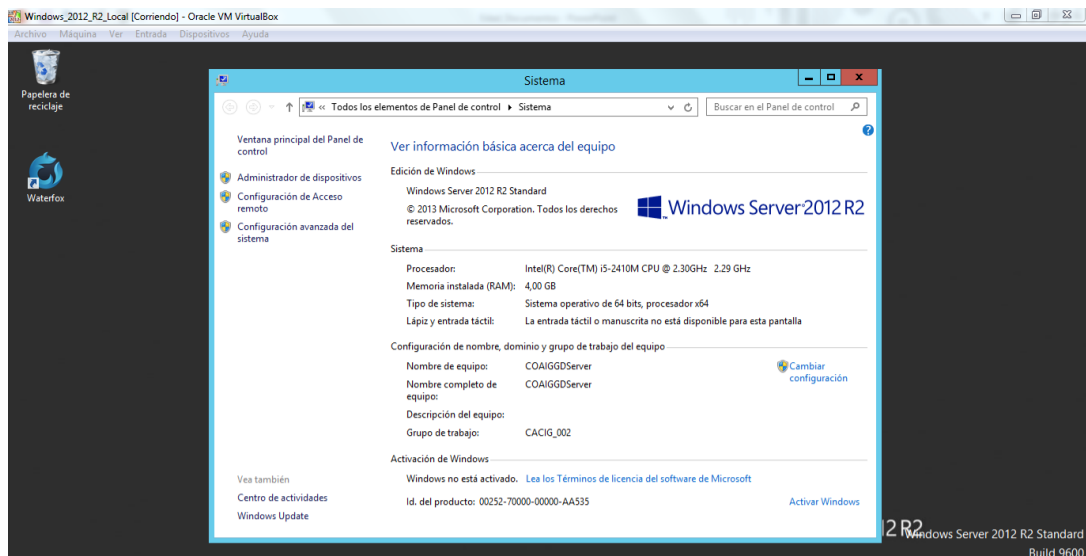 Windows_2012_R2_Local [Corriendo] - Oracle VM VirtualBox
Archivo Máquina Ver Entrada Dispositivos Ayuda
Papelera de
reciclaje
Waterfox
Sistema
« Todos los elementos de Panel de control ▸ Sistema
Buscar en el Panel de control
Ventana principal del Panel de
control
Administrador de dispositivos
Configuración de Acceso
remoto
Configuración avanzada del
sistema
Vea también
Centro de actividades
Windows Update
Ver información básica acerca del equipo
Edición de Windows
Windows Server 2012 R2 Standard
© 2013 Microsoft Corporation. Todos los derechos
reservados.
Windows Server 2012 R2
Sistema
Procesador: Intel(R) Core(TM) i5-2410M CPU @ 2.30GHz 2.29 GHz
Memoria instalada (RAM): 4,00 GB
Tipo de sistema: Sistema operativo de 64 bits, procesador x64
Lápiz y entrada táctil: La entrada táctil o manuscrita no está disponible para esta pantalla
Configuración de nombre, dominio y grupo de trabajo del equipo
Nombre de equipo: COAIGGDServer
Cambiar
configuración
Nombre completo de
equipo: COAIGGDServer
Descripción del equipo:
Grupo de trabajo: CACIG_002
Activación de Windows
Windows no está activado. Lea los Términos de licencia del software de Microsoft
Id. del producto: 00252-70000-00000-AA535
Activar Windows
12 R2
Windows Server 2012 R2 Standard
Build 9600